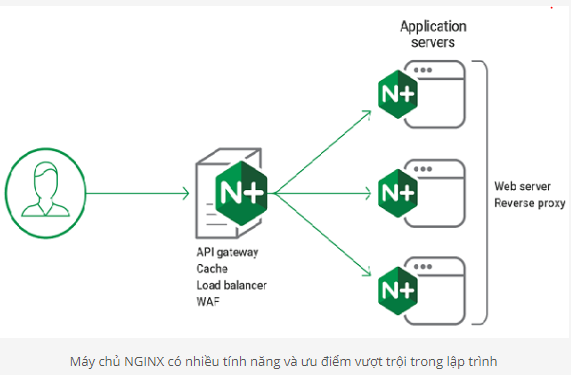 Application
servers
N+
N+
N+
N+
API gateway
Cache
Load balancer
WAF
Web server
Reverse proxy
Máy chủ NGINX có nhiều tính năng và ưu điểm vượt trội trong lập trình